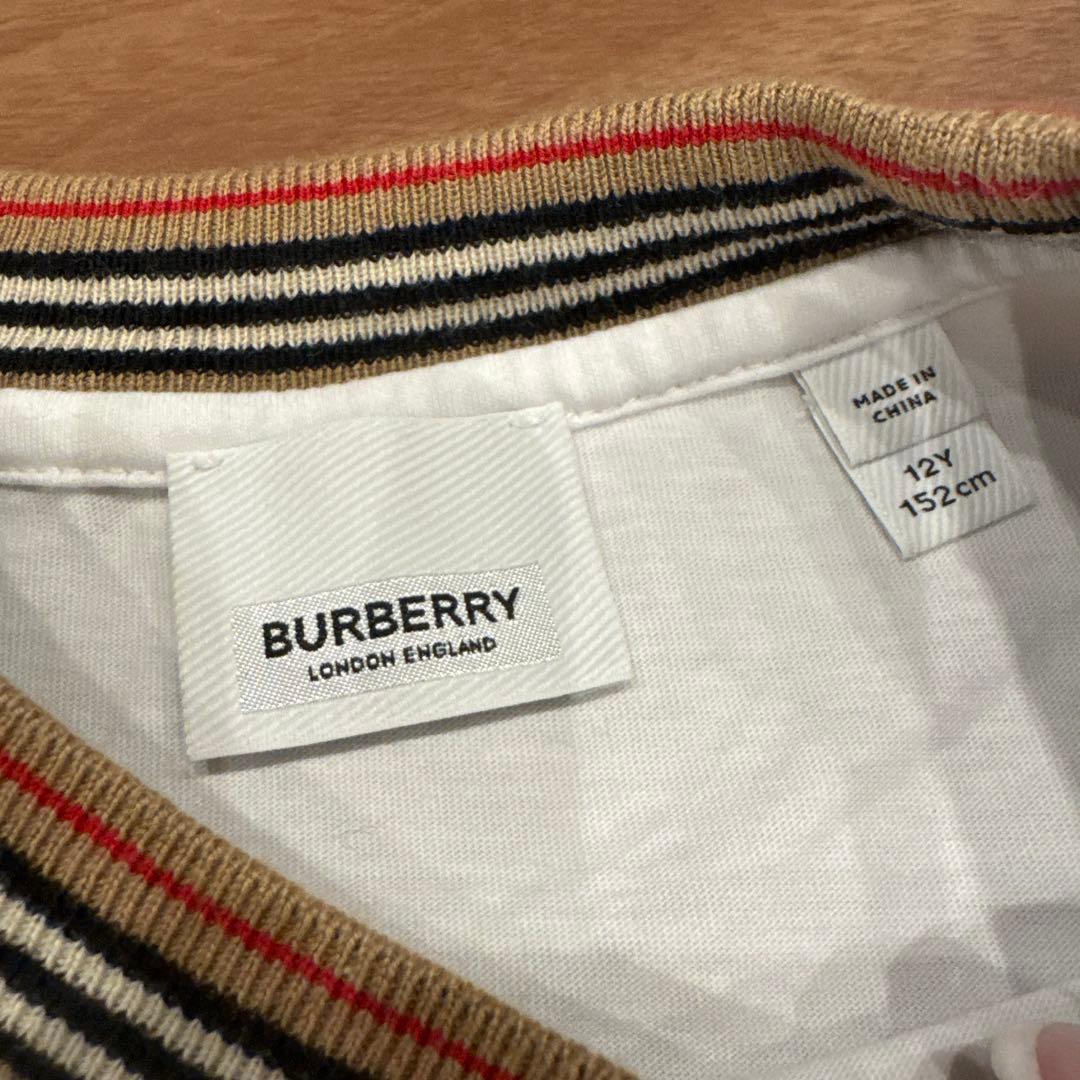 BURBERRY
LONDON ENGLAND
MADE IN
CHINA
12Y
152cm